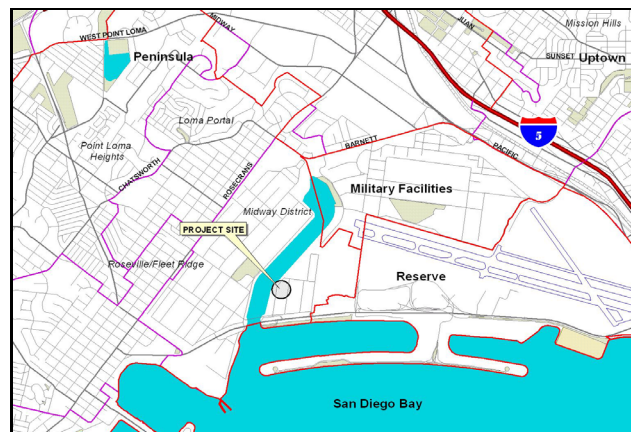 JUAN
Mission Hills
WEST POINT LOMA
MIDWAY
Peninsula
SUNSET
Uptown
Loma Portal
5
Point Loma
Heights
BARNETT
PACIFIC
CHATSWORTH
ROSECRANS
Military Facilities
Midway District
PROJECT SITE
Roseville/Fleet Ridge
Reserve
San Diego Bay